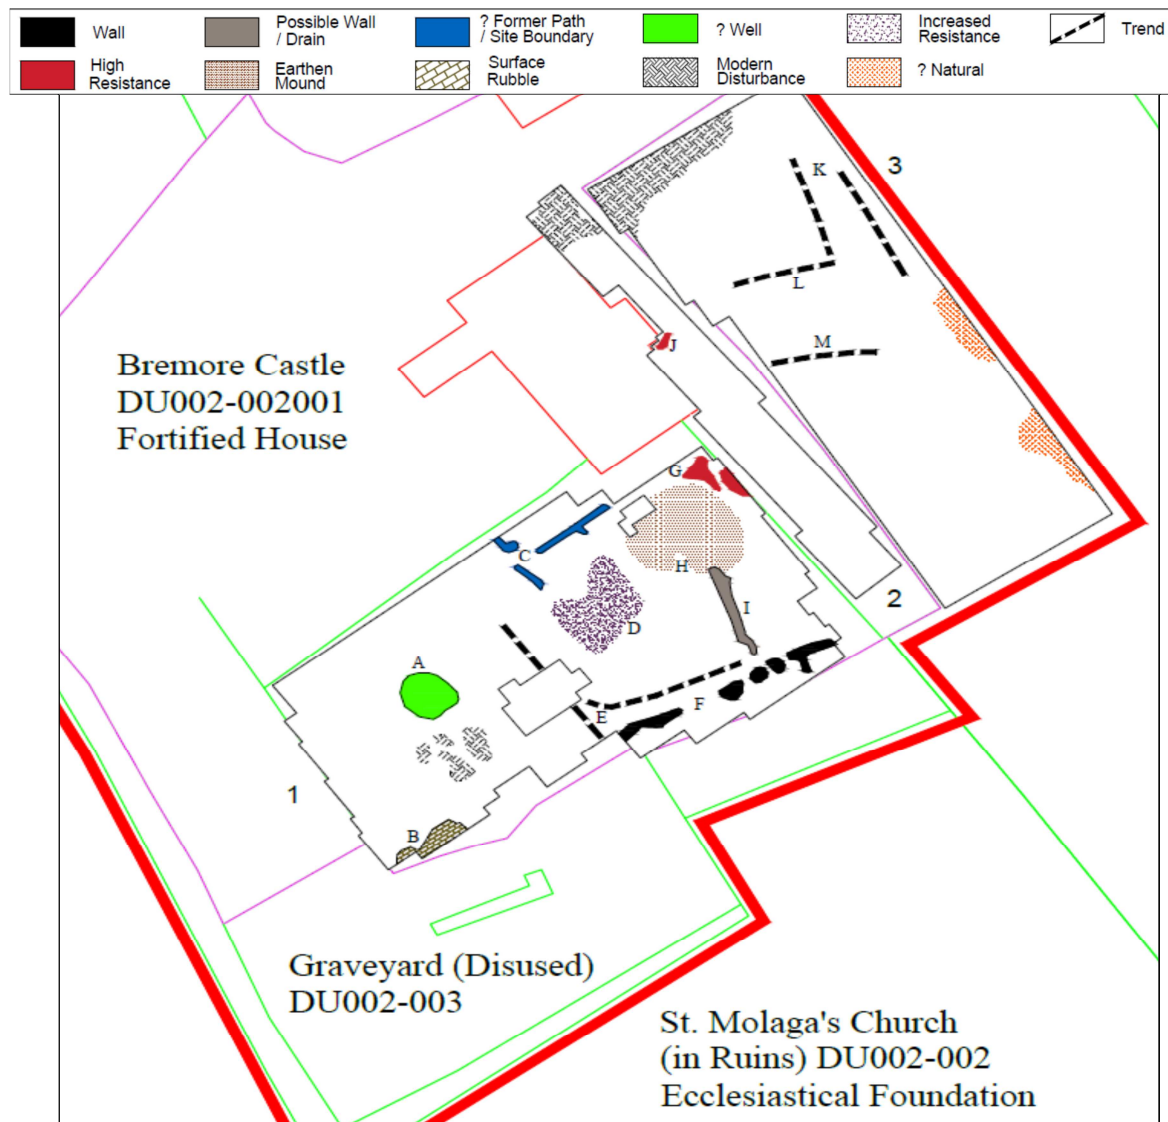 Wall
Possible Wall
/ Drain
? Former Path
/ Site Boundary
? Well
Increased
Resistance
Trend
High
Resistance
Earthen
Mound
Surface
Rubble
Modern
Disturbance
? Natural
3
K
L
M
J
Bremore Castle
DU002-002001
Fortified House
G
C
H
I
2
D
A
F
E
1
B
Graveyard (Disused)
DU002-003
St. Molaga's Church
(in Ruins) DU002-002
Ecclesiastical Foundation